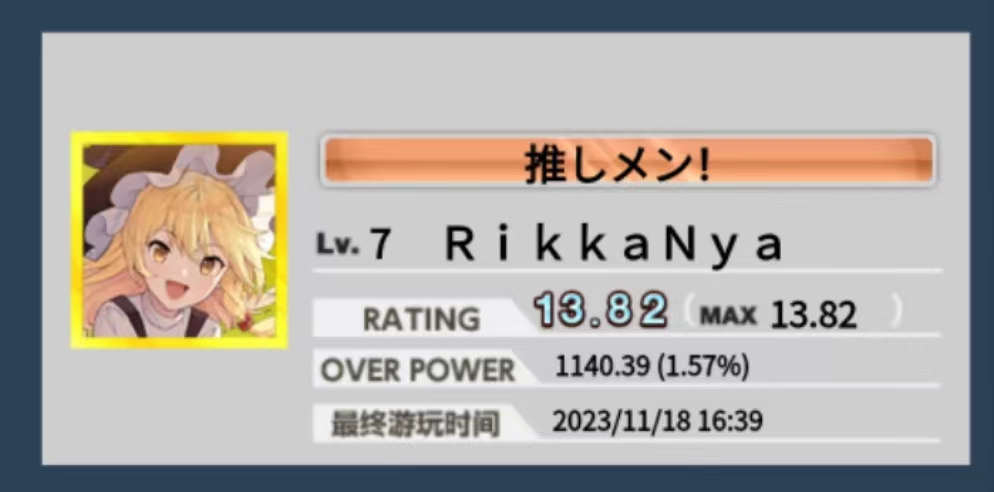 推しメン!
Lv. 7 RikkaNya
RATING 13.82 (MAX 13.82 )
OVER POWER 1140.39 (1.57%)
最终游玩时间 2023/11/18 16:39